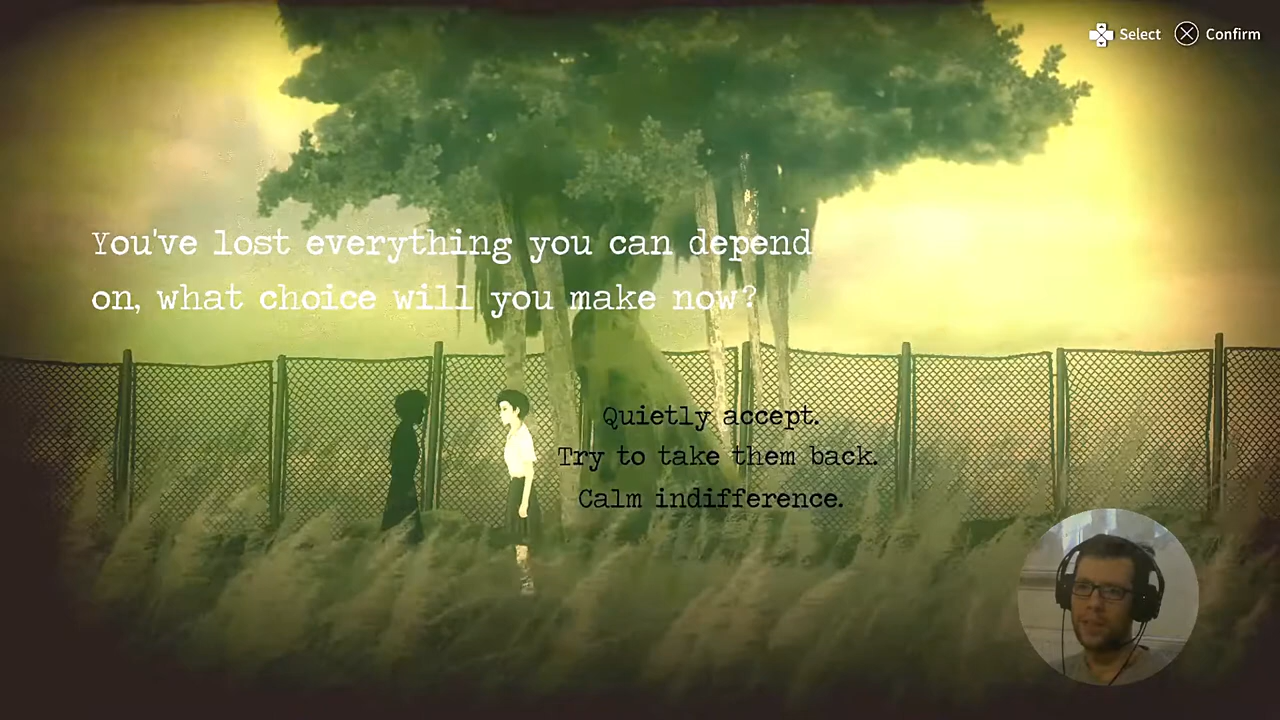 Select Confirm
You've lost everything you can depend
on, what choice will you make now?
Quietly accept.
Try to take them back.
Calm indifference.